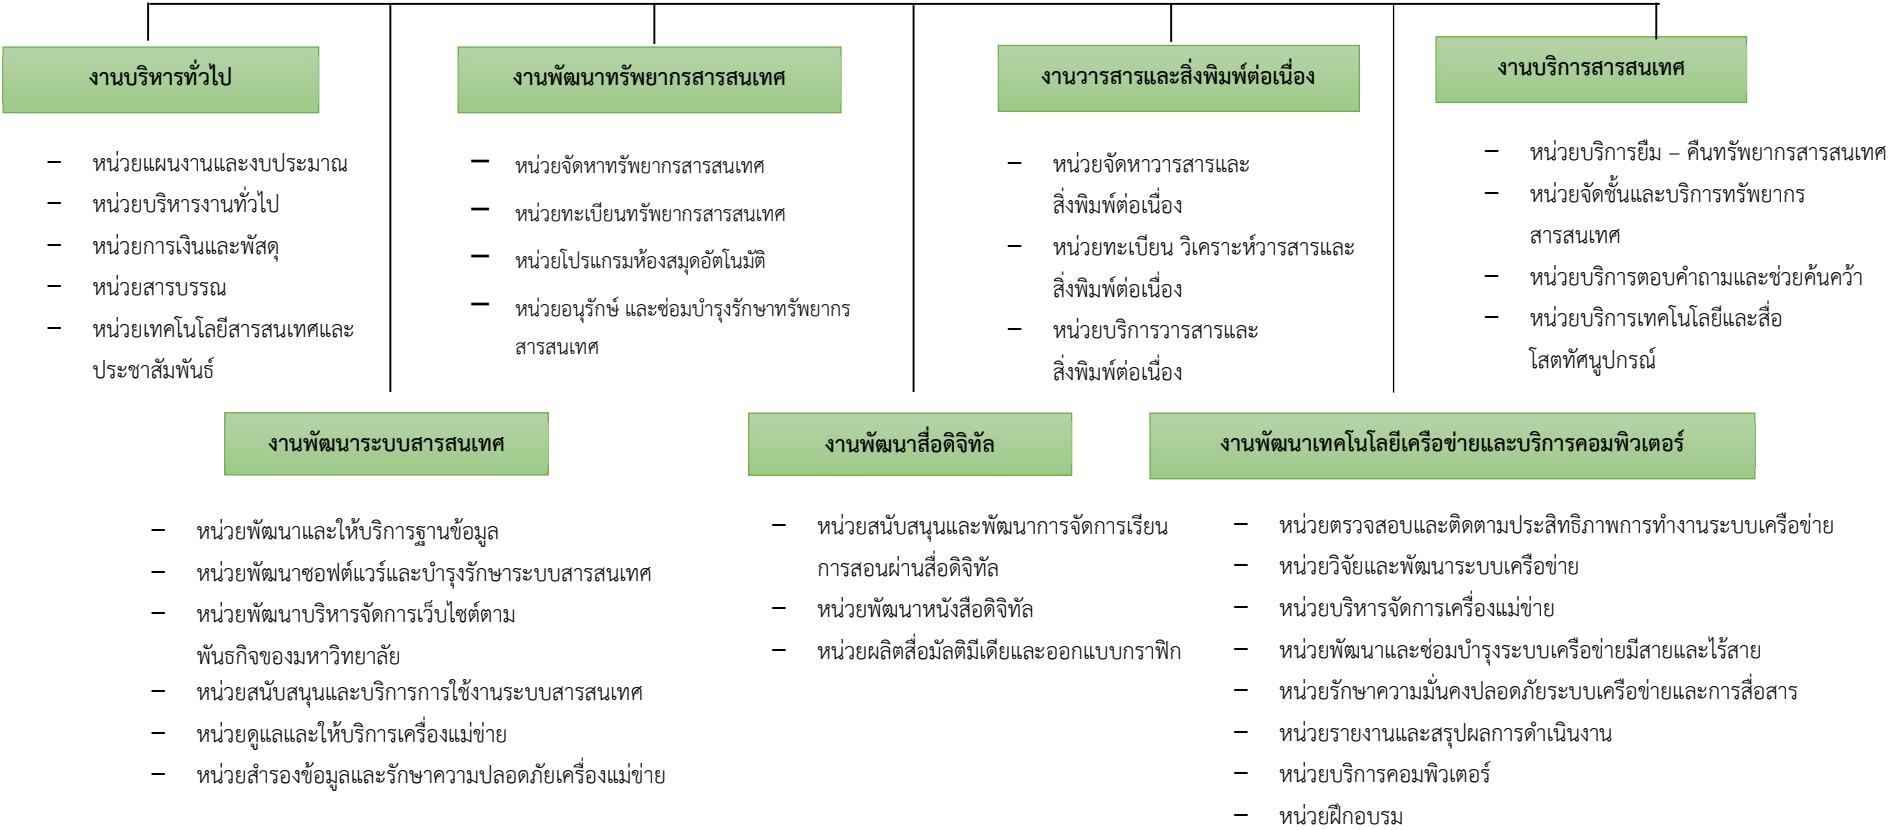 งานบริหารทั่วไป
– หน่วยแผนงานและงบประมาณ
– หน่วยบริหารงานทั่วไป
– หน่วยการเงินและพัสดุ
– หน่วยสารบรรณ
– หน่วยเทคโนโลยีสารสนเทศและ
ประชาสัมพันธ์
งานพัฒนาทรัพยากรสารสนเทศ
– หน่วยจัดหาทรัพยากรสารสนเทศ
– หน่วยทะเบียนทรัพยากรสารสนเทศ
– หน่วยโปรแกรมห้องสมุดอัตโนมัติ
– หน่วยอนุรักษ์ และซ่อมบำรุงรักษาทรัพยากร
สารสนเทศ
งานวารสารและสิ่งพิมพ์ต่อเนื่อง
– หน่วยจัดหาวารสารและ
สิ่งพิมพ์ต่อเนื่อง
– หน่วยทะเบียน วิเคราะห์วารสารและ
สิ่งพิมพ์ต่อเนื่อง
– หน่วยบริการวารสารและ
สิ่งพิมพ์ต่อเนื่อง
งานบริการสารสนเทศ
– หน่วยบริการยืม – คืนทรัพยากรสารสนเทศ
– หน่วยจัดชั้นและบริการทรัพยากร
สารสนเทศ
– หน่วยบริการตอบคำถามและช่วยค้นคว้า
– หน่วยบริการเทคโนโลยีและสื่อ
โสตทัศนูปกรณ์
งานพัฒนาระบบสารสนเทศ
– หน่วยพัฒนาและให้บริการฐานข้อมูล
– หน่วยพัฒนาซอฟต์แวร์และบำรุงรักษาระบบสารสนเทศ
– หน่วยพัฒนาบริหารจัดการเว็บไซต์ตาม
พันธกิจของมหาวิทยาลัย
– หน่วยสนับสนุนและบริการการใช้งานระบบสารสนเทศ
– หน่วยดูแลและให้บริการเครื่องแม่ข่าย
– หน่วยสำรองข้อมูลและรักษาความปลอดภัยเครื่องแม่ข่าย
งานพัฒนาสื่อดิจิทัล
– หน่วยสนับสนุนและพัฒนาการจัดการเรียน
การสอนผ่านสื่อดิจิทัล
– หน่วยพัฒนาหนังสือดิจิทัล
– หน่วยผลิตสื่อมัลติมีเดียและออกแบบกราฟิก
งานพัฒนาเทคโนโลยีเครือข่ายและบริการคอมพิวเตอร์
– หน่วยตรวจสอบและติดตามประสิทธิภาพการทำงานระบบเครือข่าย
– หน่วยวิจัยและพัฒนาระบบเครือข่าย
– หน่วยบริหารจัดการเครื่องแม่ข่าย
– หน่วยพัฒนาและซ่อมบำรุงระบบเครือข่ายมีสายและไร้สาย
– หน่วยรักษาความมั่นคงปลอดภัยระบบเครือข่ายและการสื่อสาร
– หน่วยรายงานและสรุปผลการดำเนินงาน
– หน่วยบริการคอมพิวเตอร์
– หน่วยฝึกอบรม